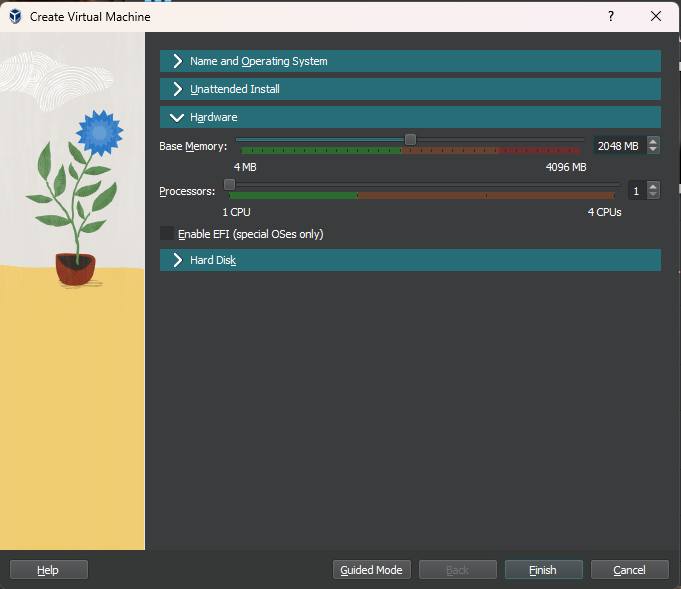 Create Virtual Machine
?
Name and Operating System
Unattended Install
Hardware
Base Memory:
2048 MB
4 MB 4096 MB
Processors:
1
1 CPU 4 CPUs
Enable EFI (special OSes only)
Hard Disk
Help Guided Mode Back Finish Cancel